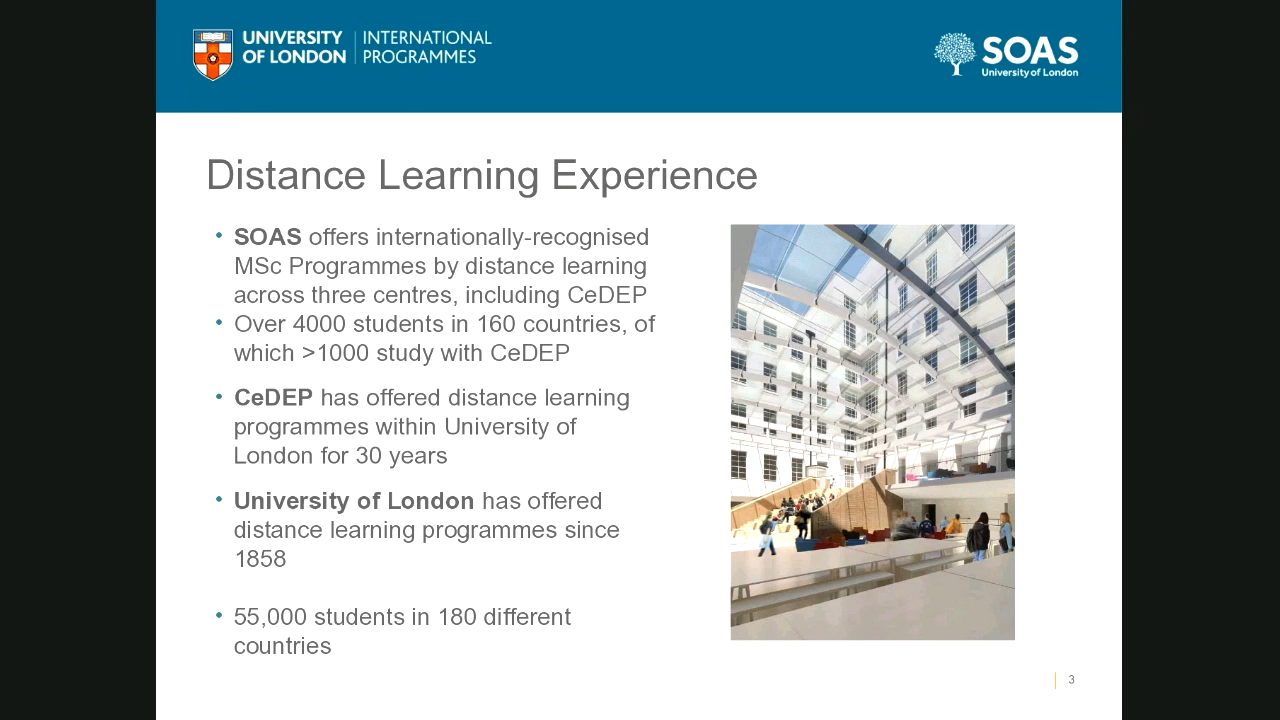 UNIVERSITY OF LONDON | INTERNATIONAL PROGRAMMES
SOAS
University of London
Distance Learning Experience
• SOAS offers internationally-recognised
MSc Programmes by distance learning
across three centres, including CeDEP
• Over 4000 students in 160 countries, of
which >1000 study with CeDEP
• CeDEP has offered distance learning
programmes within University of
London for 30 years
• University of London has offered
distance learning programmes since
1858
• 55,000 students in 180 different
countries
3